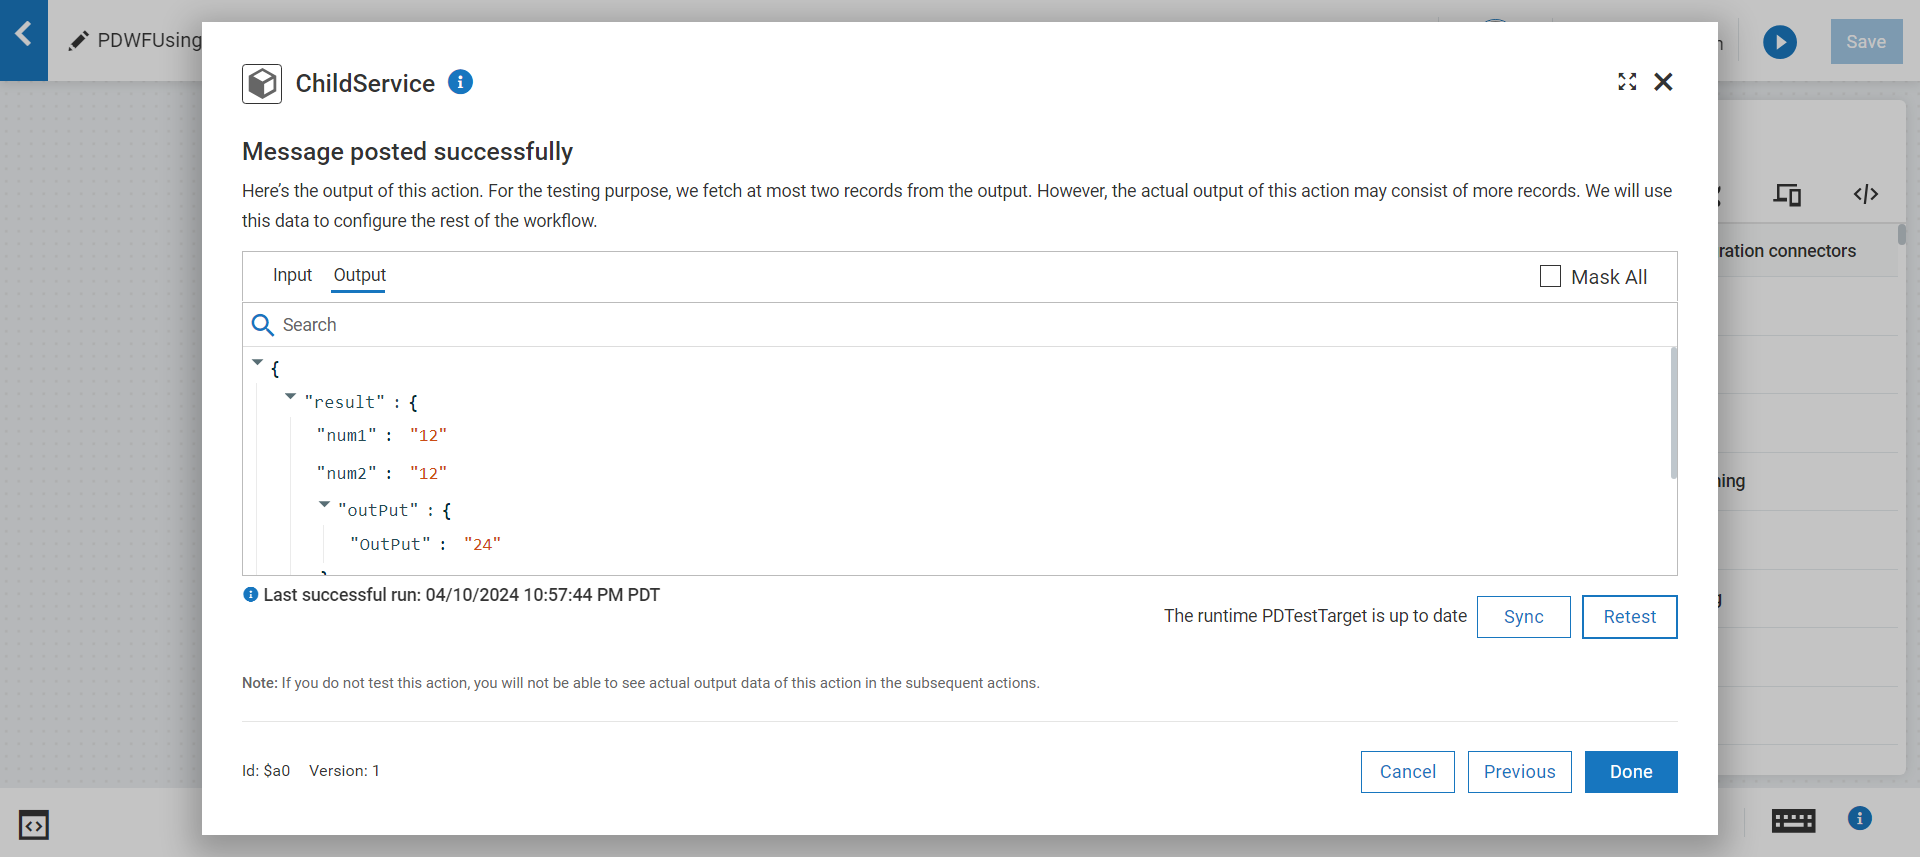 PDWFUsing
Save
ChildService
Message posted successfully
Here’s the output of this action. For the testing purpose, we fetch at most two records from the output. However, the actual output of this action may consist of more records. We will use
this data to configure the rest of the workflow.
ration connectors
Input Output
Mask All
Search
{
"result" : {
"num1" : "12"
"num2" : "12"
"outPut" : {
"OutPut" : "24"
Last successful run: 04/10/2024 10:57:44 PM PDT
The runtime PDTestTarget is up to date
Sync
Retest
Note: If you do not test this action, you will not be able to see actual output data of this action in the subsequent actions.
Id: $a0 Version: 1
Cancel
Previous
Done